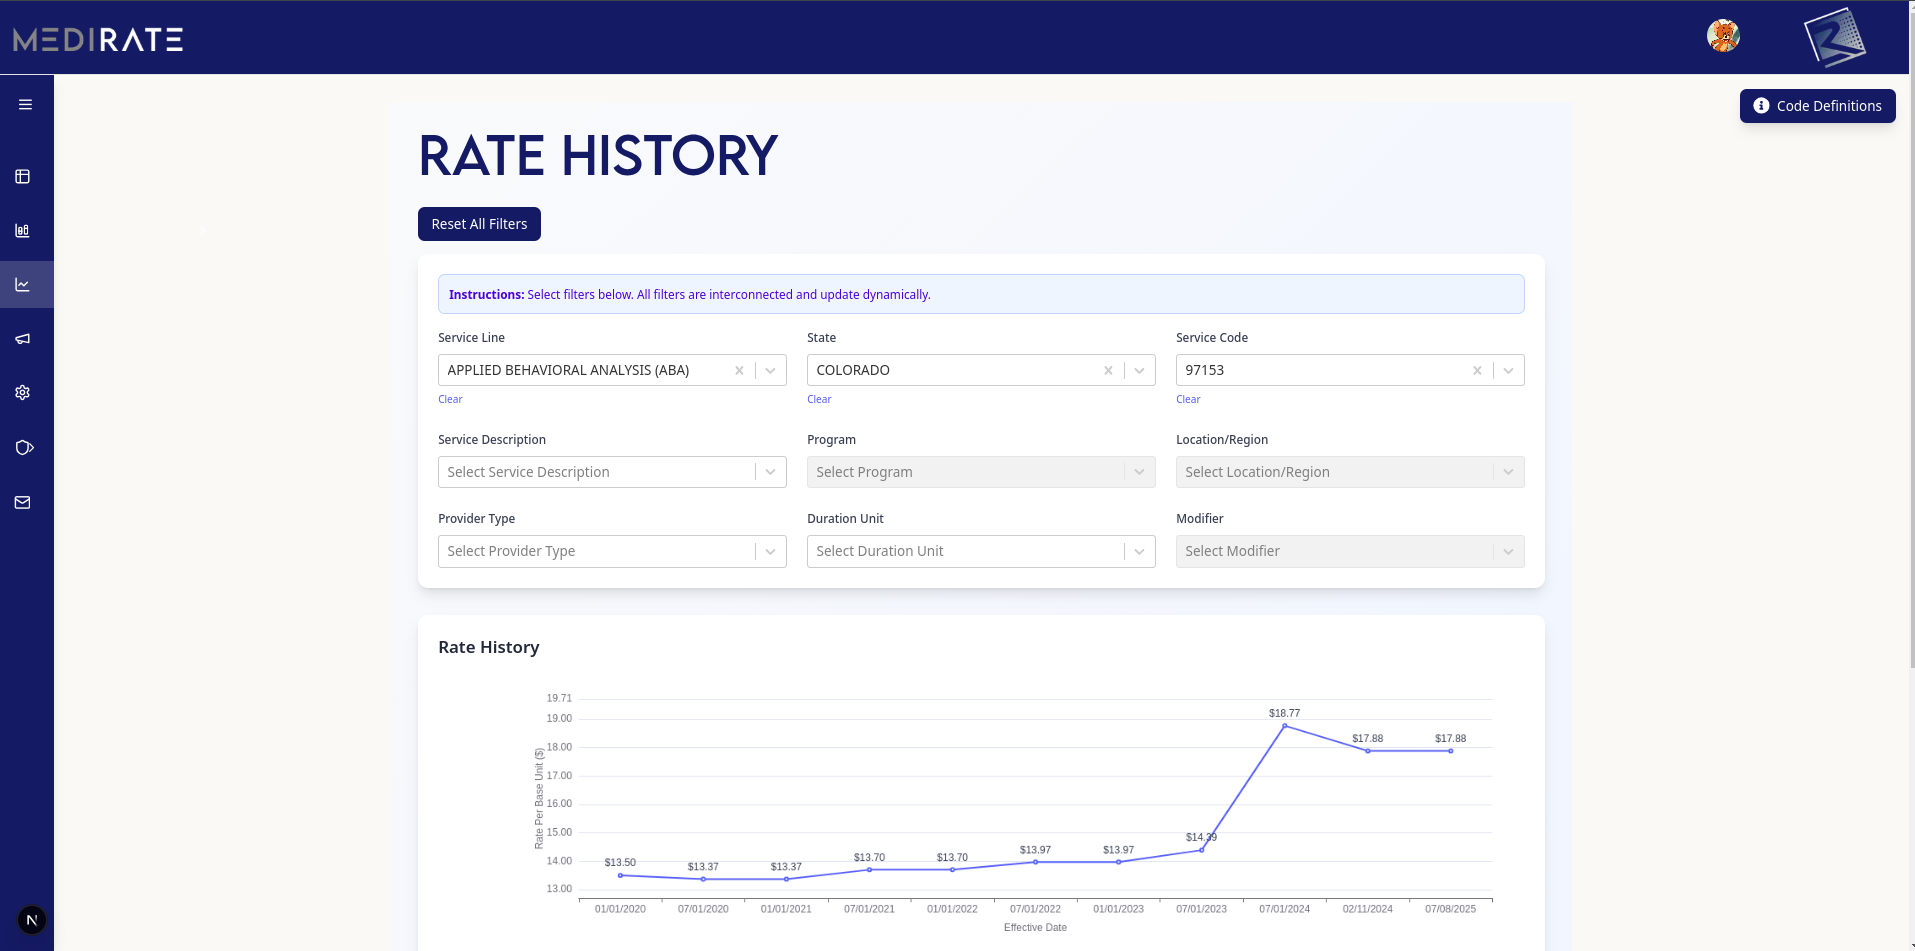 MEDIRATE
Code Definitions
RATE HISTORY
Reset All Filters
Instructions: Select filters below. All filters are interconnected and update dynamically.
Service Line
State
Service Code
APPLIED BEHAVIORAL ANALYSIS (ABA)
COLORADO
97153
Clear
Clear
Clear
Service Description
Program
Location/Region
Select Service Description
Select Program
Select Location/Region
Provider Type
Duration Unit
Modifier
Select Provider Type
Select Duration Unit
Select Modifier
Rate History
Rate Per Base Unit ($)
19.71
19.00
18.00
17.00
16.00
15.00
14.00
13.00
$13.50
$13.37
$13.37
$13.70
$13.70
$13.97
$13.97
$14.39
$18.77
$17.88
$17.88
01/01/2020
07/01/2020
01/01/2021
07/01/2021
01/01/2022
07/01/2022
01/01/2023
07/01/2023
07/01/2024
02/11/2024
07/08/2025
Effective Date
N